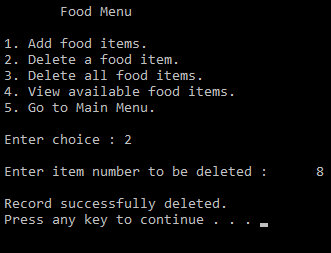 Food Menu
1. Add food items.
2. Delete a food item.
3. Delete all food items.
4. View available food items.
5. Go to Main Menu.
Enter choice : 2
Enter item number to be deleted :      8
Record successfully deleted.
Press any key to continue . . .